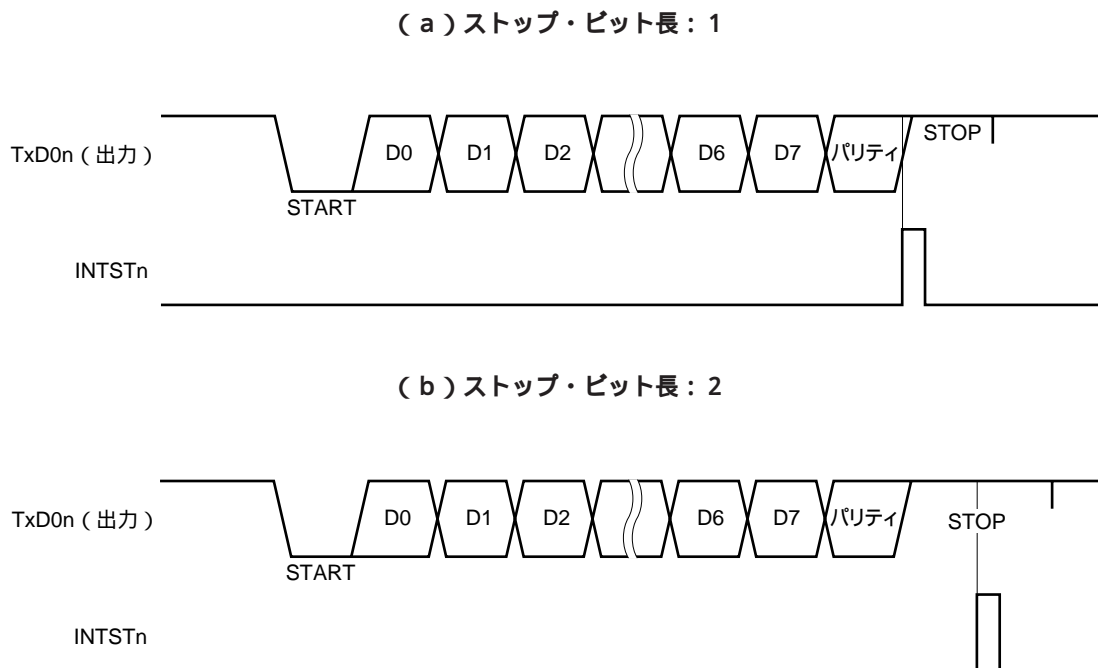 （a）ストップ・ビット長：1
TxD0n（出力）
START
D0
D1
D2
D6
D7
パリティ
STOP
INTSTn
（b）ストップ・ビット長：2
TxD0n（出力）
START
D0
D1
D2
D6
D7
パリティ
STOP
INTSTn